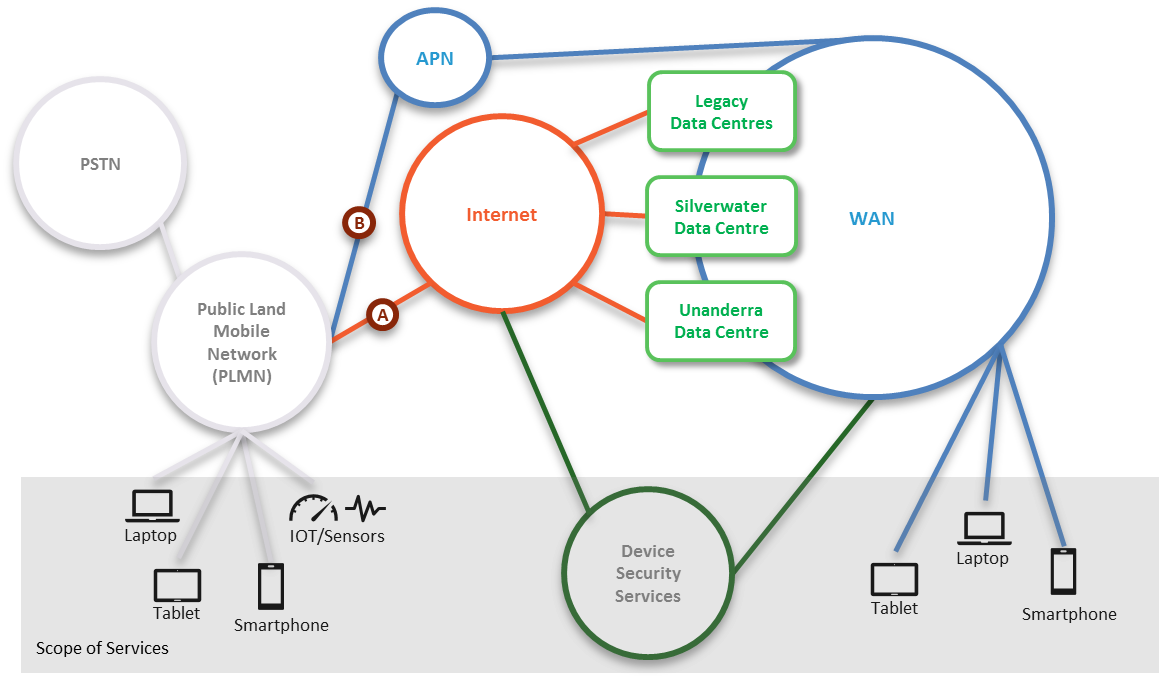 APN
PSTN
Internet
Legacy
Data Centres
Silverwater
Data Centre
Unanderra
Data Centre
WAN
B
A
Public Land
Mobile
Network
(PLMN)
Laptop
Tablet
Smartphone
IOT/Sensors
Device
Security
Services
Tablet
Laptop
Smartphone
Scope of Services